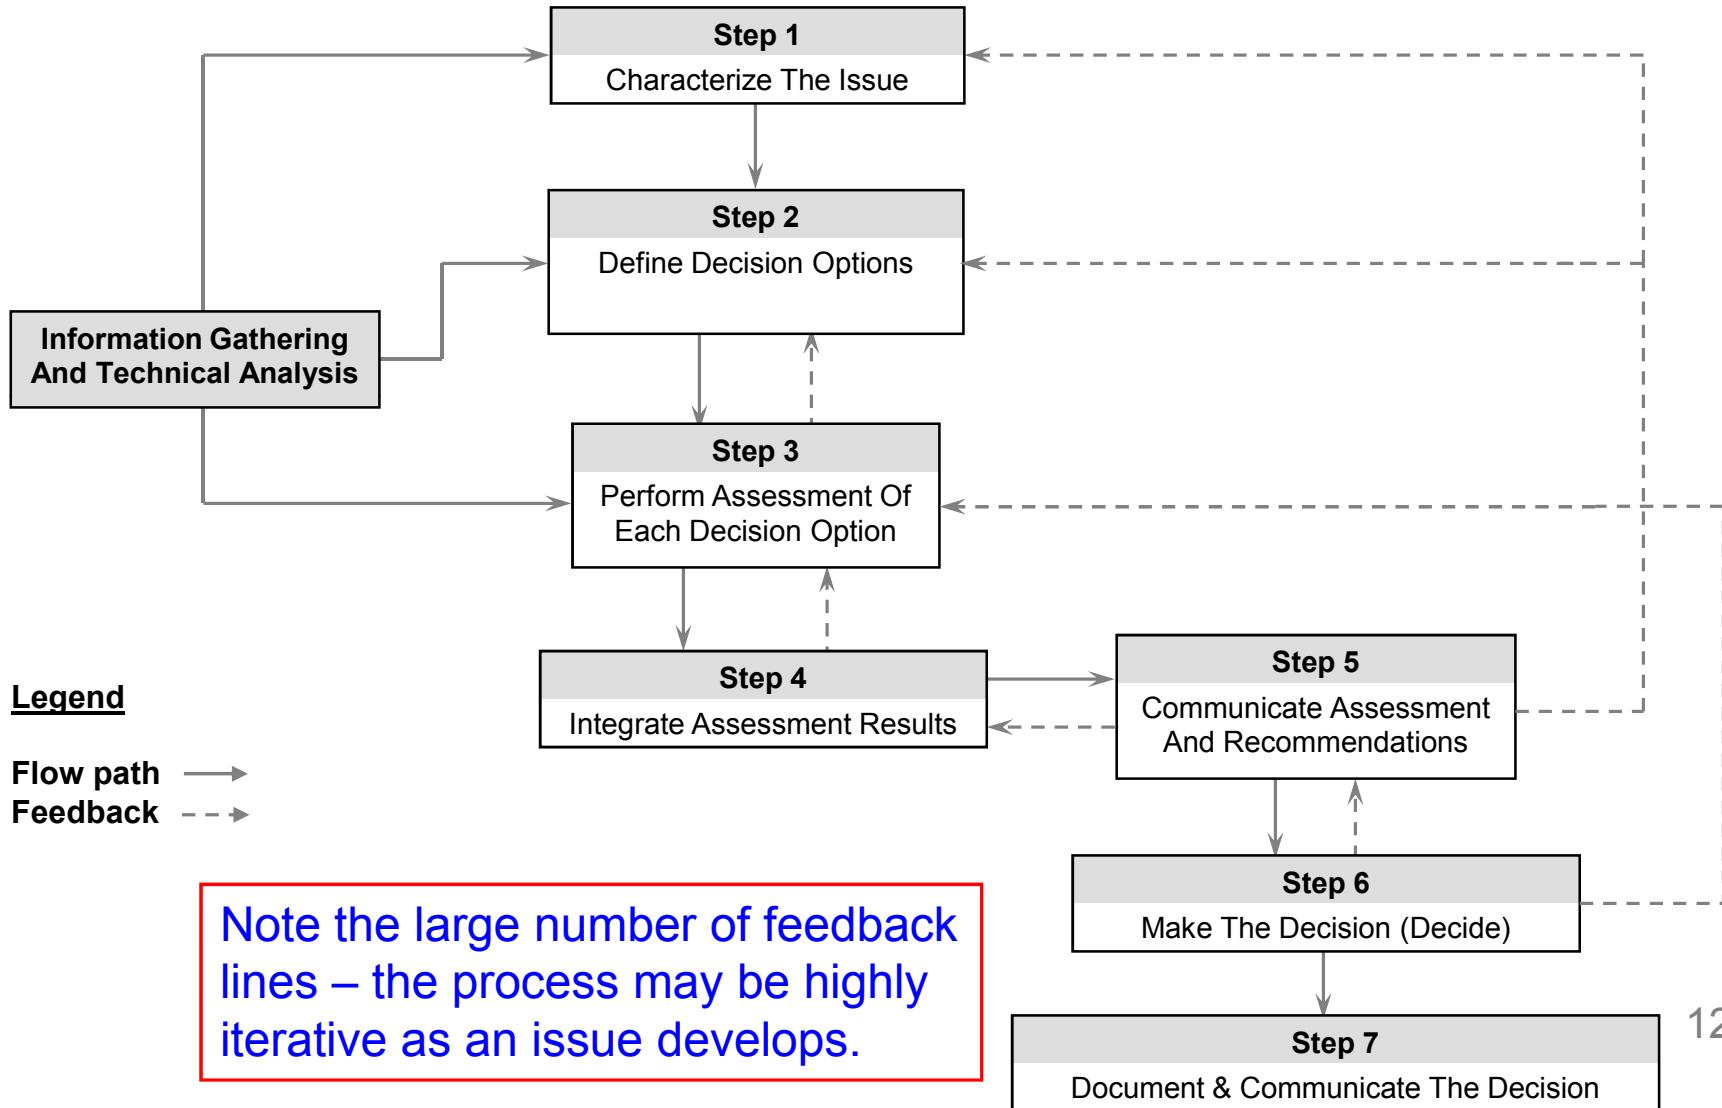 Step 1
Characterize The Issue
Step 2
Define Decision Options
Information Gathering
And Technical Analysis
Step 3
Perform Assessment Of
Each Decision Option
Step 4
Integrate Assessment Results
Step 5
Communicate Assessment
And Recommendations
Legend
Flow path
Feedback
Step 6
Make The Decision (Decide)
Note the large number of feedback
lines – the process may be highly
iterative as an issue develops.
Step 7
Document & Communicate The Decision
12